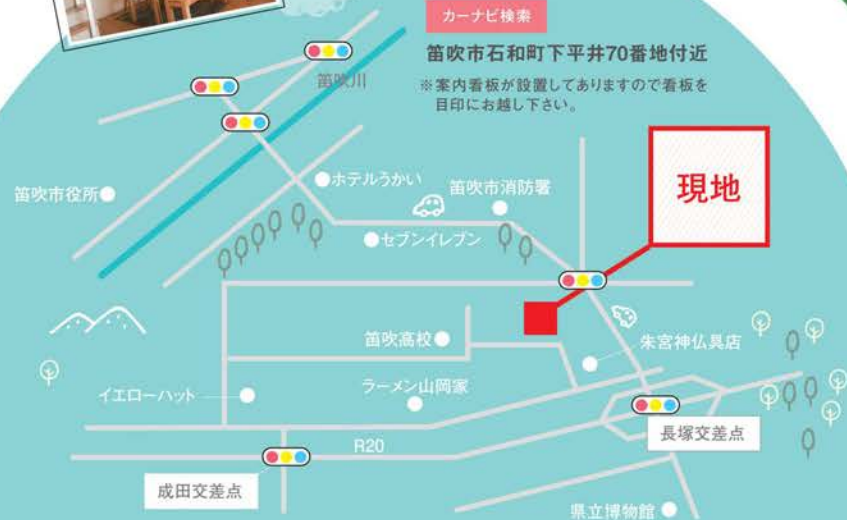 カーナビ検索
笛吹市石和町下平井70番地付近
※案内看板が設置してありますので看板を
目印にお越し下さい。
笛吹川
笛吹市役所
ホテルうかい
笛吹市消防署
現地
セブンイレブン
笛吹高校
朱宮神仏具店
イエローハット
ラーメン山岡家
長塚交差点
R20
成田交差点
県立博物館